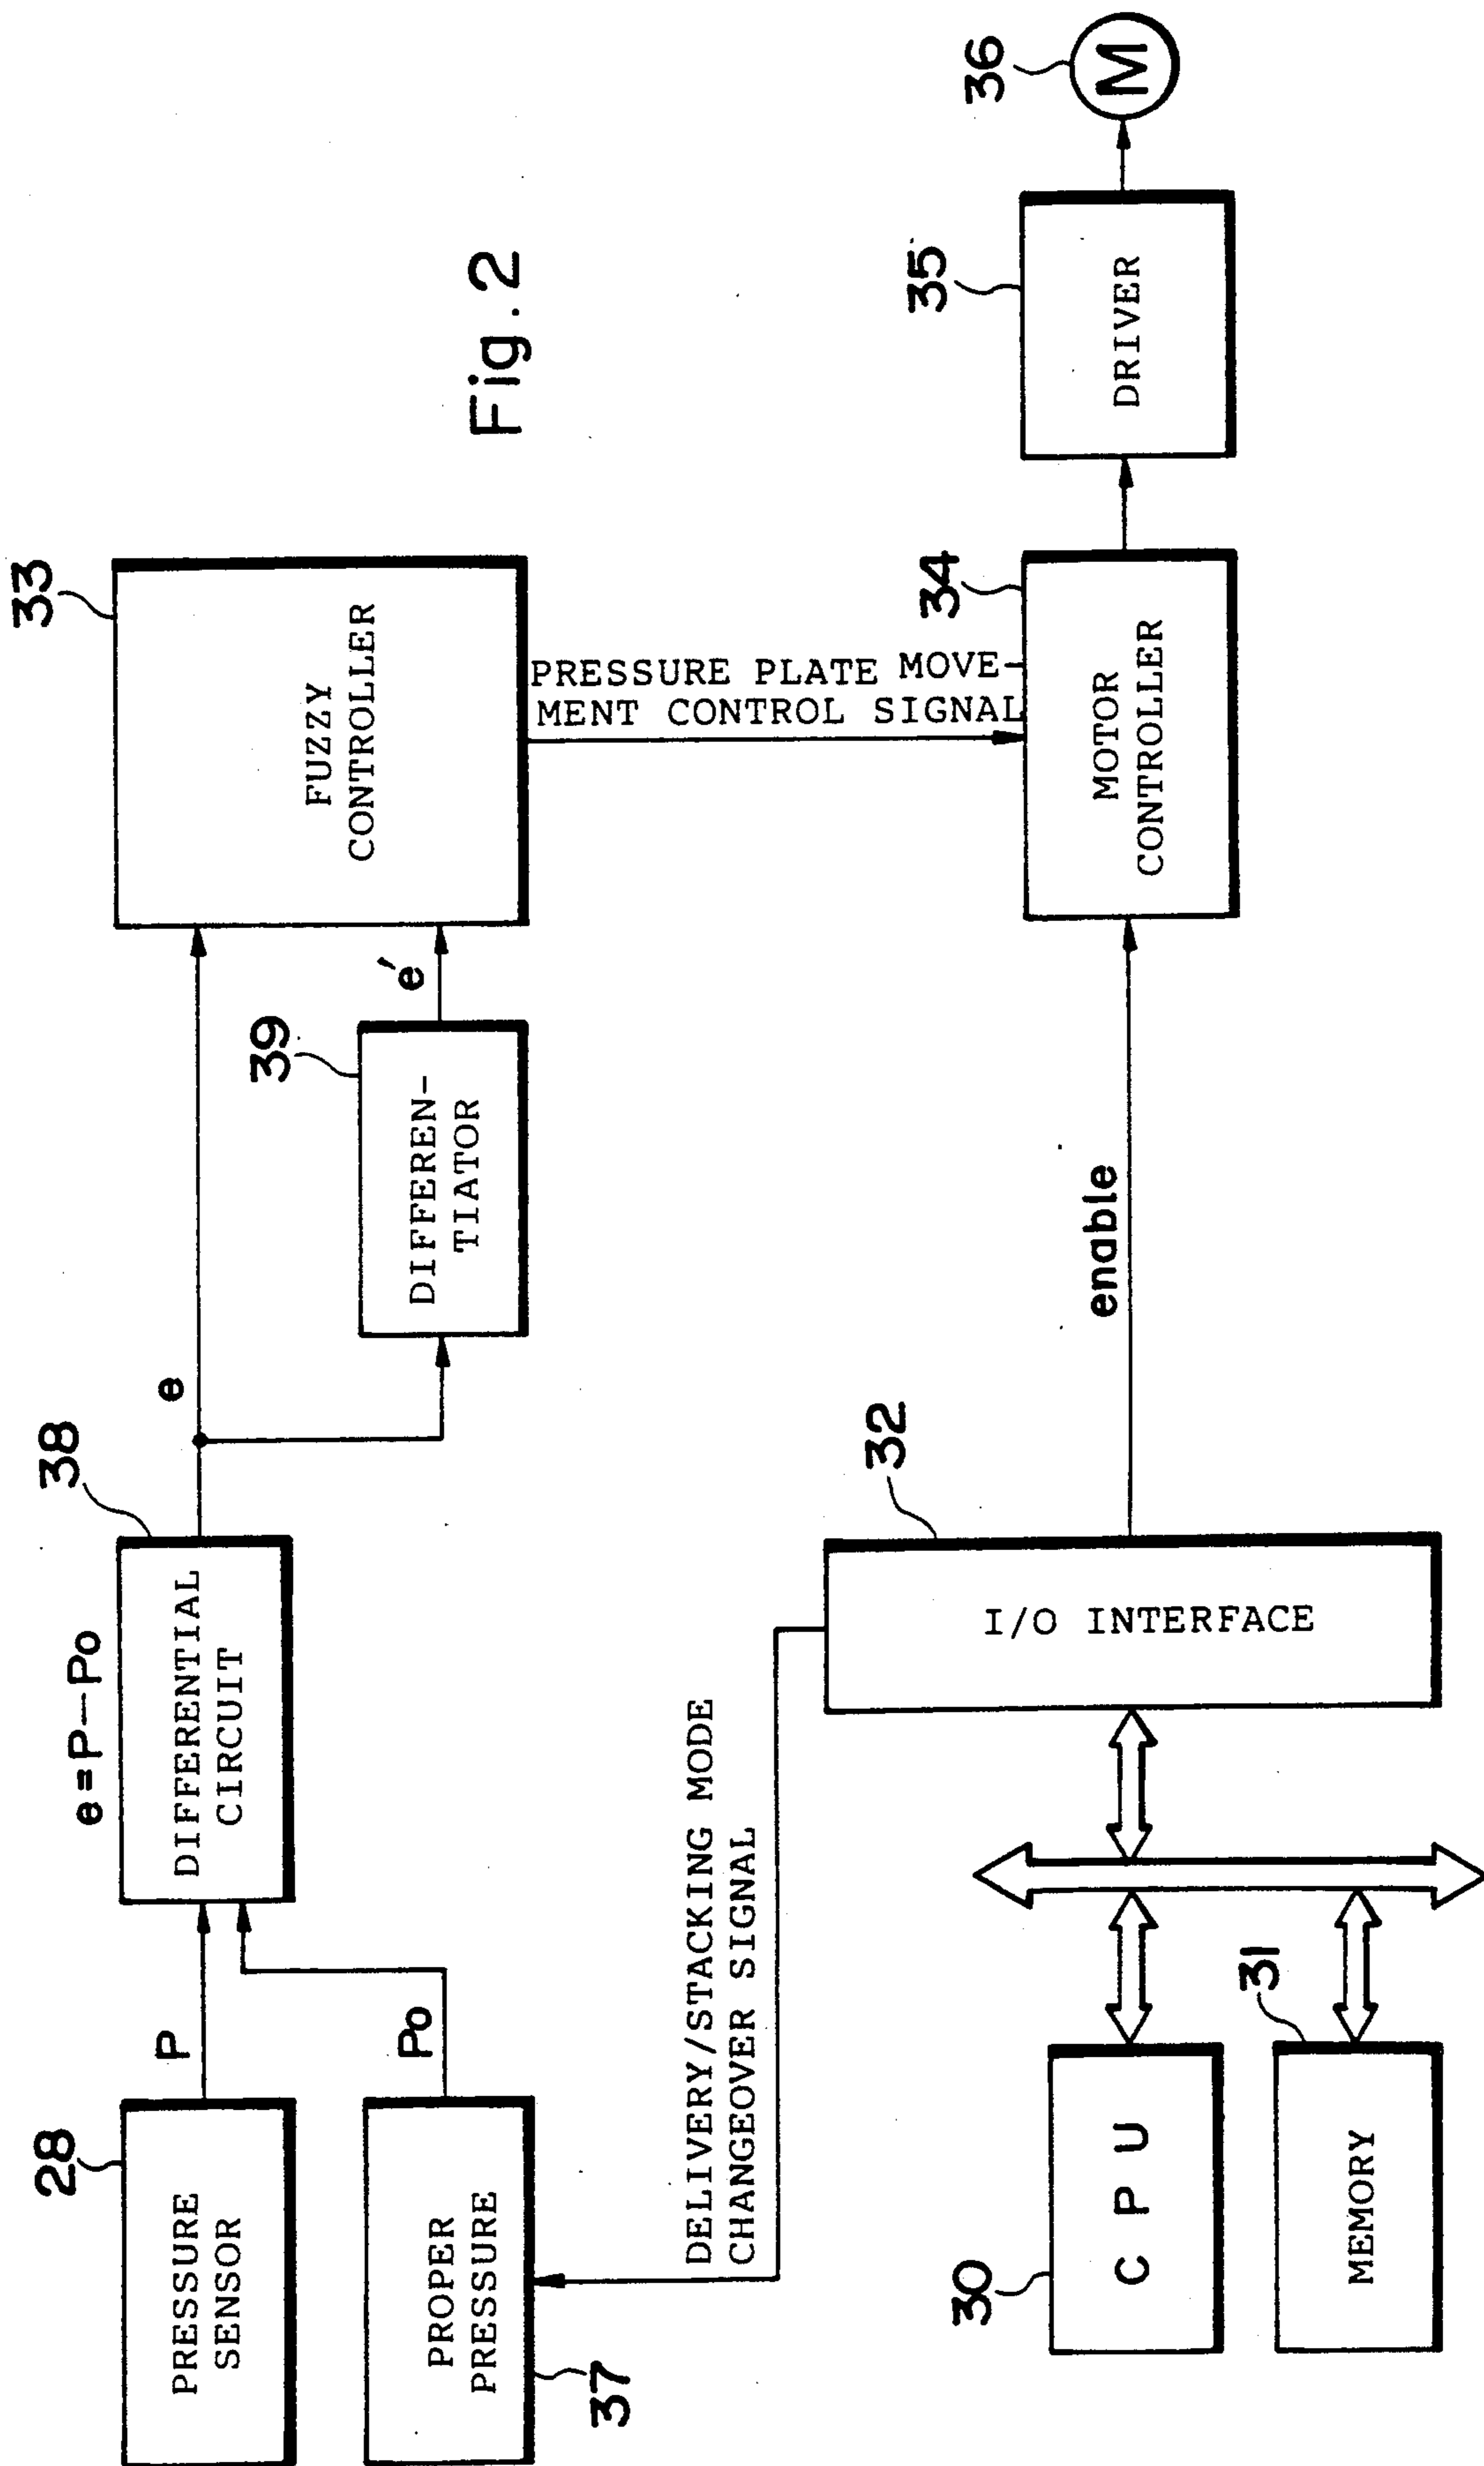 Fig.2
28
PRESSURE
SENSOR
P
37
PROPER
PRESSURE
Po
e=P-Po
38
DIFFERENTIAL
CIRCUIT
e
39
DIFFEREN-
TIATOR
e'
33
FUZZY
CONTROLLER
PRESSURE PLATE MOVE-
MENT CONTROL SIGNAL
DELIVERY/STACKING MODE
CHANGEOVER SIGNAL
30
CPU
31
MEMORY
32
I/O INTERFACE
enable
34
MOTOR
CONTROLLER
35
DRIVER
36
M